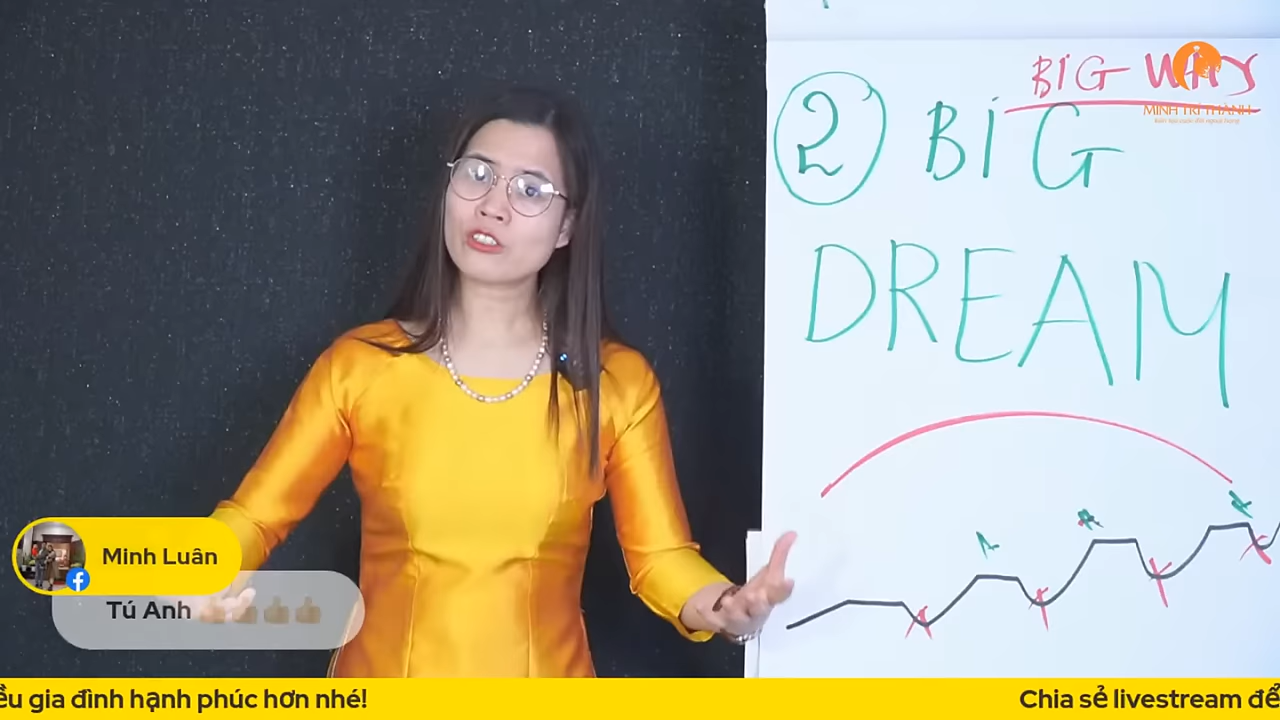 BIG WHY
MINH TRÍ THÀNH
2 BIG
DREAM
Minh Luân
Tú Anh 👍🏽👍🏽👍🏽👍🏽
ều gia đình hạnh phúc hơn nhé!
Chia sẻ livestream để